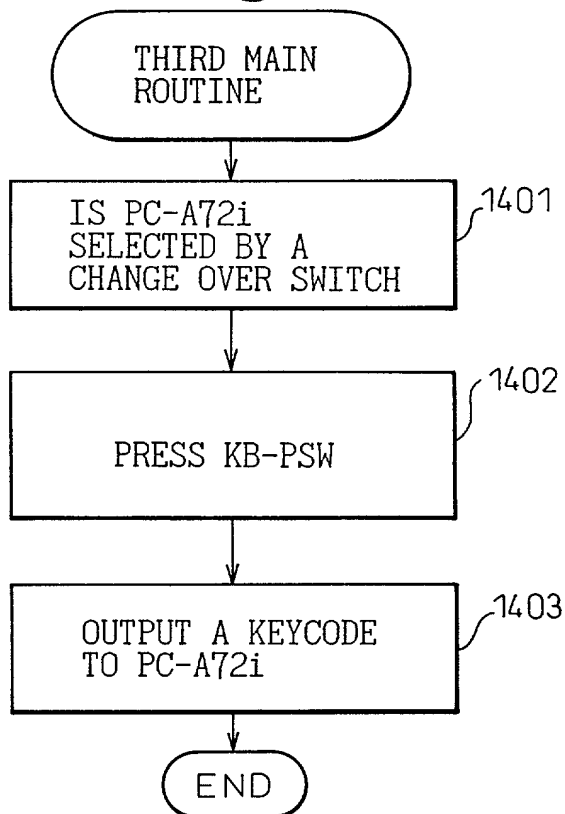 THIRD MAIN
ROUTINE
IS PC-A72i
SELECTED BY A
CHANGE OVER SWITCH
1401
PRESS KB-PSW
1402
OUTPUT A KEYCODE
TO PC-A72i
1403
END